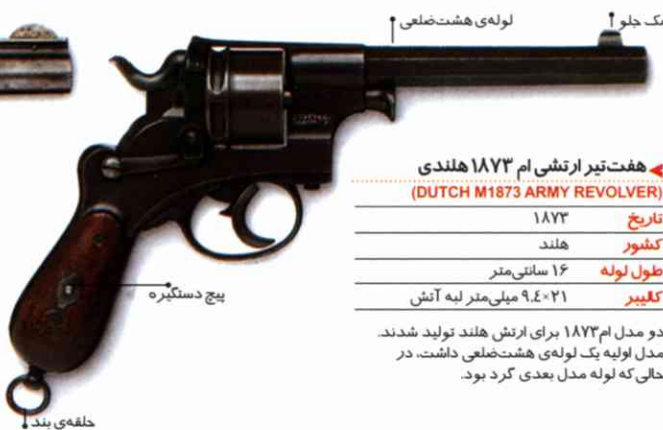 لوله‌ی هشت‌ضلعی
جلو
هفت‌تیر ارتشی ام ۱۸۷۳ هلندی
(DUTCH M1873 ARMY REVOLVER)
تاریخ ۱۸۷۳
کشور هلند
طول لوله ۱۶ سانتی‌متر
کالیبر ۲۱×۹.٤ میلی‌متر لبه آتش
دو مدل ام۱۸۷۳ برای ارتش هلند تولید شدند.
مدل اولیه یک لوله‌ی هشت‌ضلعی داشت، در
حالی‌که لوله مدل بعدی گرد بود.
پیچ دستگیره
حلقه‌ی بند